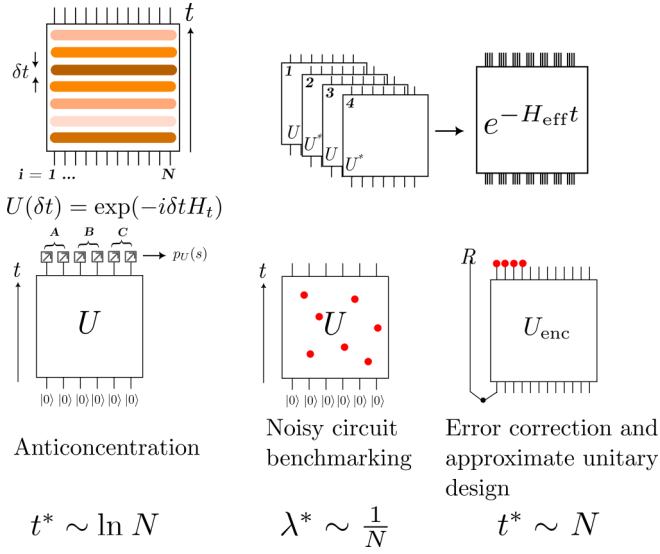 t
δt
i = 1 ... N
U(δt) = exp(−iδtH_t)
1 2 3 4
U U* U U*
e^{−H_eff t}
A B C
p_U(s)
t
U
|0⟩ |0⟩ |0⟩ |0⟩ |0⟩ |0⟩
Anticoncentration
t* ∼ ln N
t
U
|0⟩ |0⟩ |0⟩ |0⟩ |0⟩ |0⟩
Noisy circuit
benchmarking
λ* ∼ 1/N
R
U_enc
Error correction and
approximate unitary
design
t* ∼ N